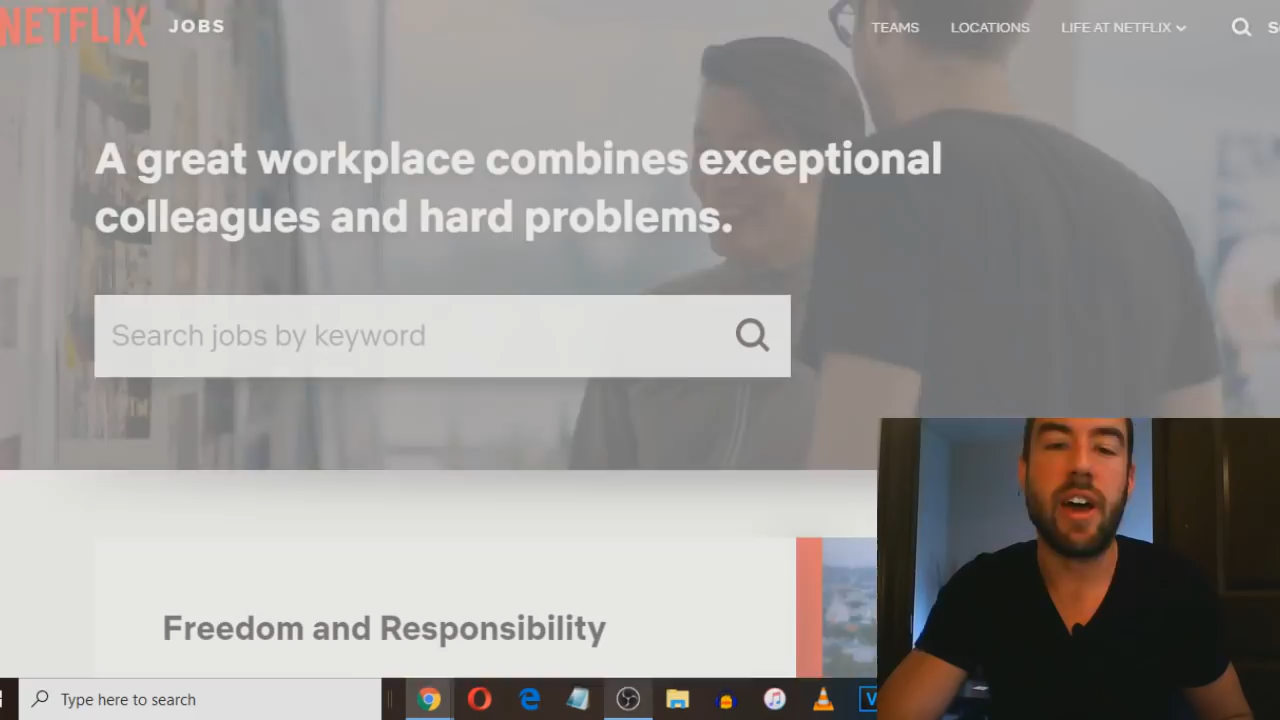 NETFLIX JOBS
TEAMS LOCATIONS LIFE AT NETFLIX
A great workplace combines exceptional
colleagues and hard problems.
Search jobs by keyword
Freedom and Responsibility
Type here to search